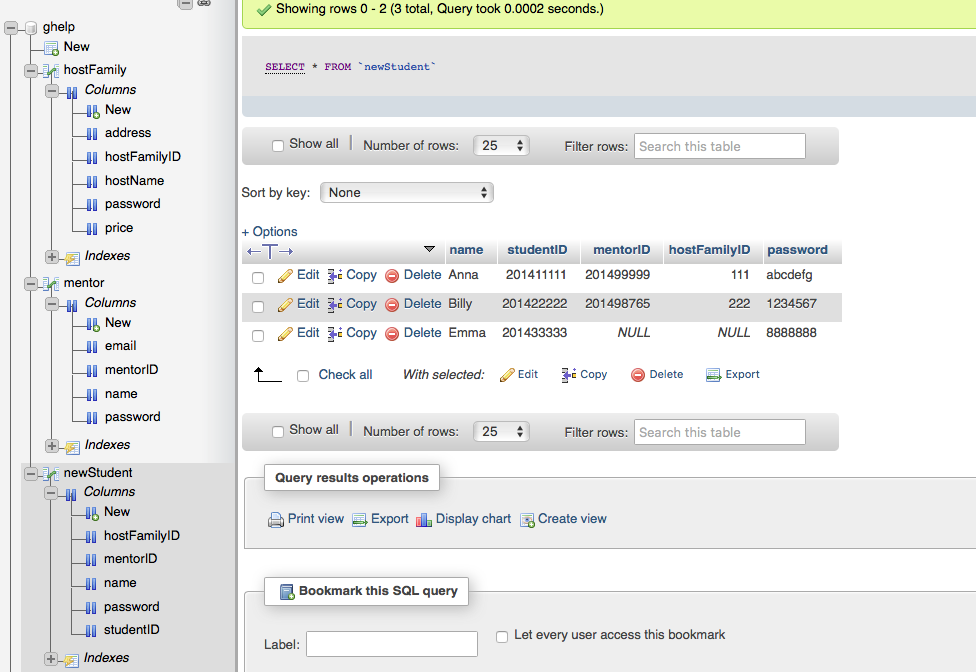 ghelp
New
hostFamily
Columns
New
address
hostFamilyID
hostName
password
price
Indexes
mentor
Columns
New
email
mentorID
name
password
Indexes
newStudent
Columns
New
hostFamilyID
mentorID
name
password
studentID
Indexes
Showing rows 0 - 2 (3 total, Query took 0.0002 seconds.)
SELECT * FROM `newStudent`
Show all | Number of rows: 25 Filter rows: Search this table
Sort by key: None
+ Options
←T→ name studentID mentorID hostFamilyID password
Edit Copy Delete Anna 201411111 201499999 111 abcdefg
Edit Copy Delete Billy 201422222 201498765 222 1234567
Edit Copy Delete Emma 201433333 NULL NULL 8888888
Check all With selected: Edit Copy Delete Export
Show all | Number of rows: 25 Filter rows: Search this table
Query results operations
Print view Export Display chart Create view
Bookmark this SQL query
Label: Let every user access this bookmark